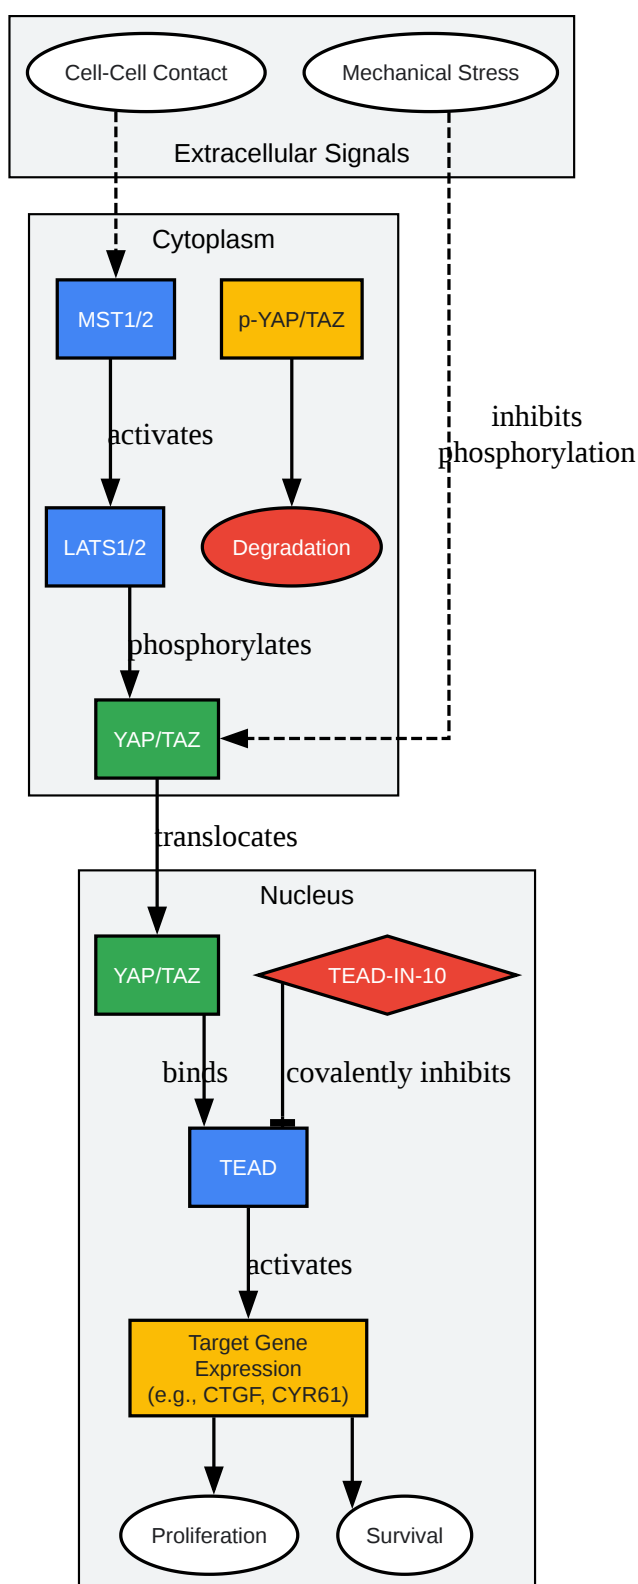 Cell-Cell Contact
Mechanical Stress
Extracellular Signals
Cytoplasm
MST1/2
p-YAP/TAZ
activates
inhibits
phosphorylation
LATS1/2
Degradation
phosphorylates
YAP/TAZ
translocates
Nucleus
YAP/TAZ
TEAD-IN-10
binds
covalently inhibits
TEAD
activates
Target Gene
Expression
(e.g., CTGF, CYR61)
Proliferation
Survival